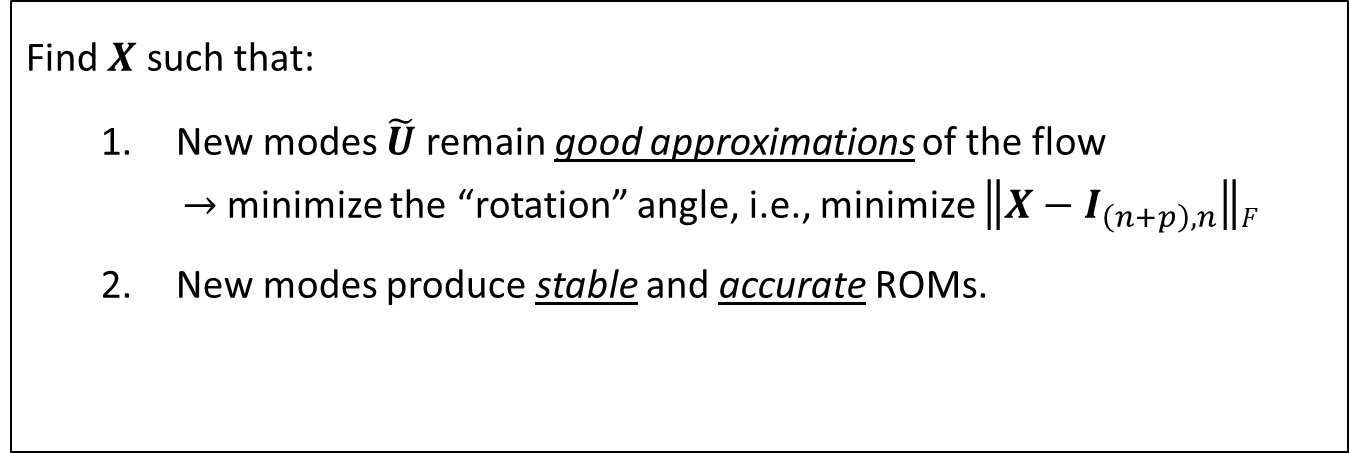 Find X such that:
1. New modes Ũ remain good approximations of the flow
→ minimize the “rotation” angle, i.e., minimize ‖X − I₍ₙ₊ₚ₎,ₙ‖_F
2. New modes produce stable and accurate ROMs.